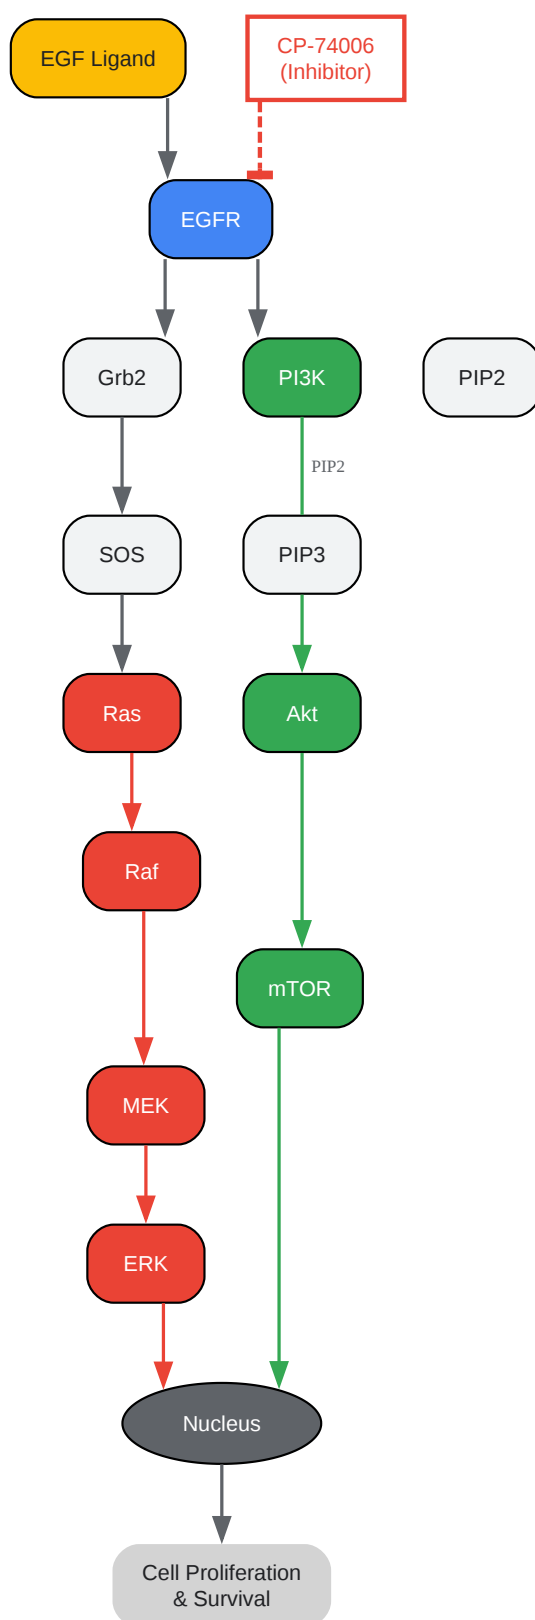 EGF Ligand
CP-74006
(Inhibitor)
EGFR
Grb2
PI3K
PIP2
PIP2
SOS
PIP3
Ras
Akt
Raf
mTOR
MEK
ERK
Nucleus
Cell Proliferation
& Survival